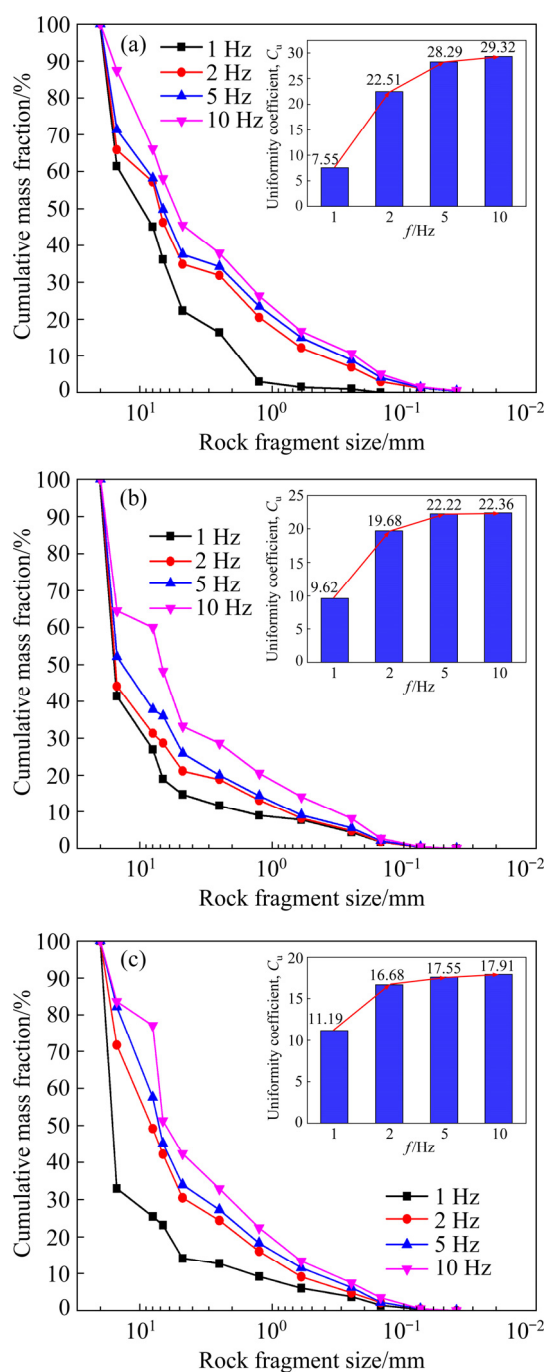 (a)
1 Hz
2 Hz
5 Hz
10 Hz
Cumulative mass fraction/%
100
90
80
70
60
50
40
30
20
10
0
10¹ 10⁰ 10⁻¹ 10⁻²
Rock fragment size/mm
Uniformity coefficient, Cᵤ
30
25
20
15
10
5
0
7.55 22.51 28.29 29.32
1 2 5 10
f/Hz
(b)
1 Hz
2 Hz
5 Hz
10 Hz
Cumulative mass fraction/%
100
90
80
70
60
50
40
30
20
10
0
10¹ 10⁰ 10⁻¹ 10⁻²
Rock fragment size/mm
Uniformity coefficient, Cᵤ
25
20
15
10
5
0
9.62 19.68 22.22 22.36
1 2 5 10
f/Hz
(c)
Cumulative mass fraction/%
100
90
80
70
60
50
40
30
20
10
0
10¹ 10⁰ 10⁻¹ 10⁻²
Rock fragment size/mm
Uniformity coefficient, Cᵤ
20
15
10
5
0
11.19 16.68 17.55 17.91
1 2 5 10
f/Hz
1 Hz
2 Hz
5 Hz
10 Hz